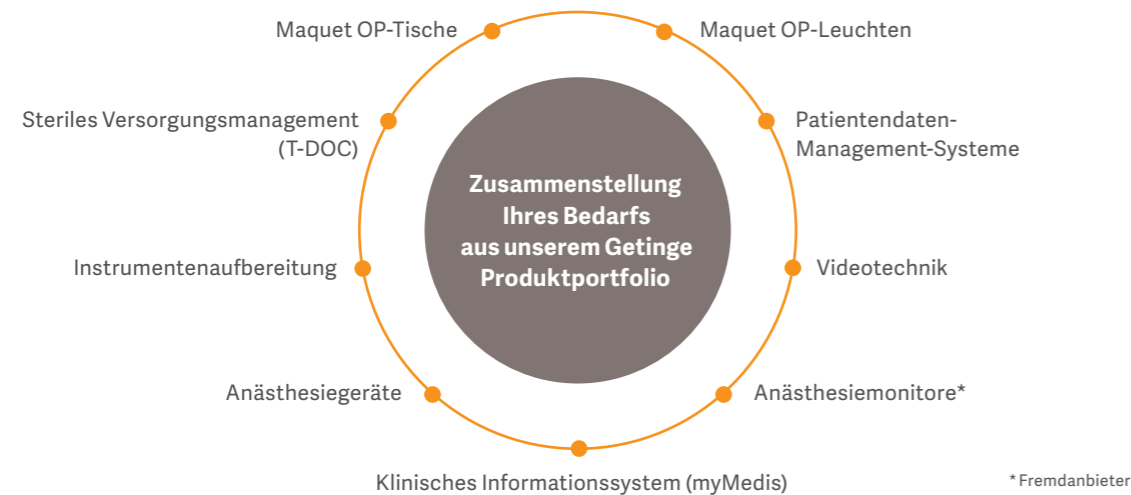 Maquet OP-Tische
Maquet OP-Leuchten
Steriles Versorgungsmanagement
(T-DOC)
Patientendaten-
Management-Systeme
Zusammenstellung
Ihres Bedarfs
aus unserem Getinge
Produktportfolio
Instrumentenaufbereitung
Videotechnik
Anästhesiegeräte
Anästhesiemonitore*
Klinisches Informationssystem (myMedis)
*Fremdanbieter